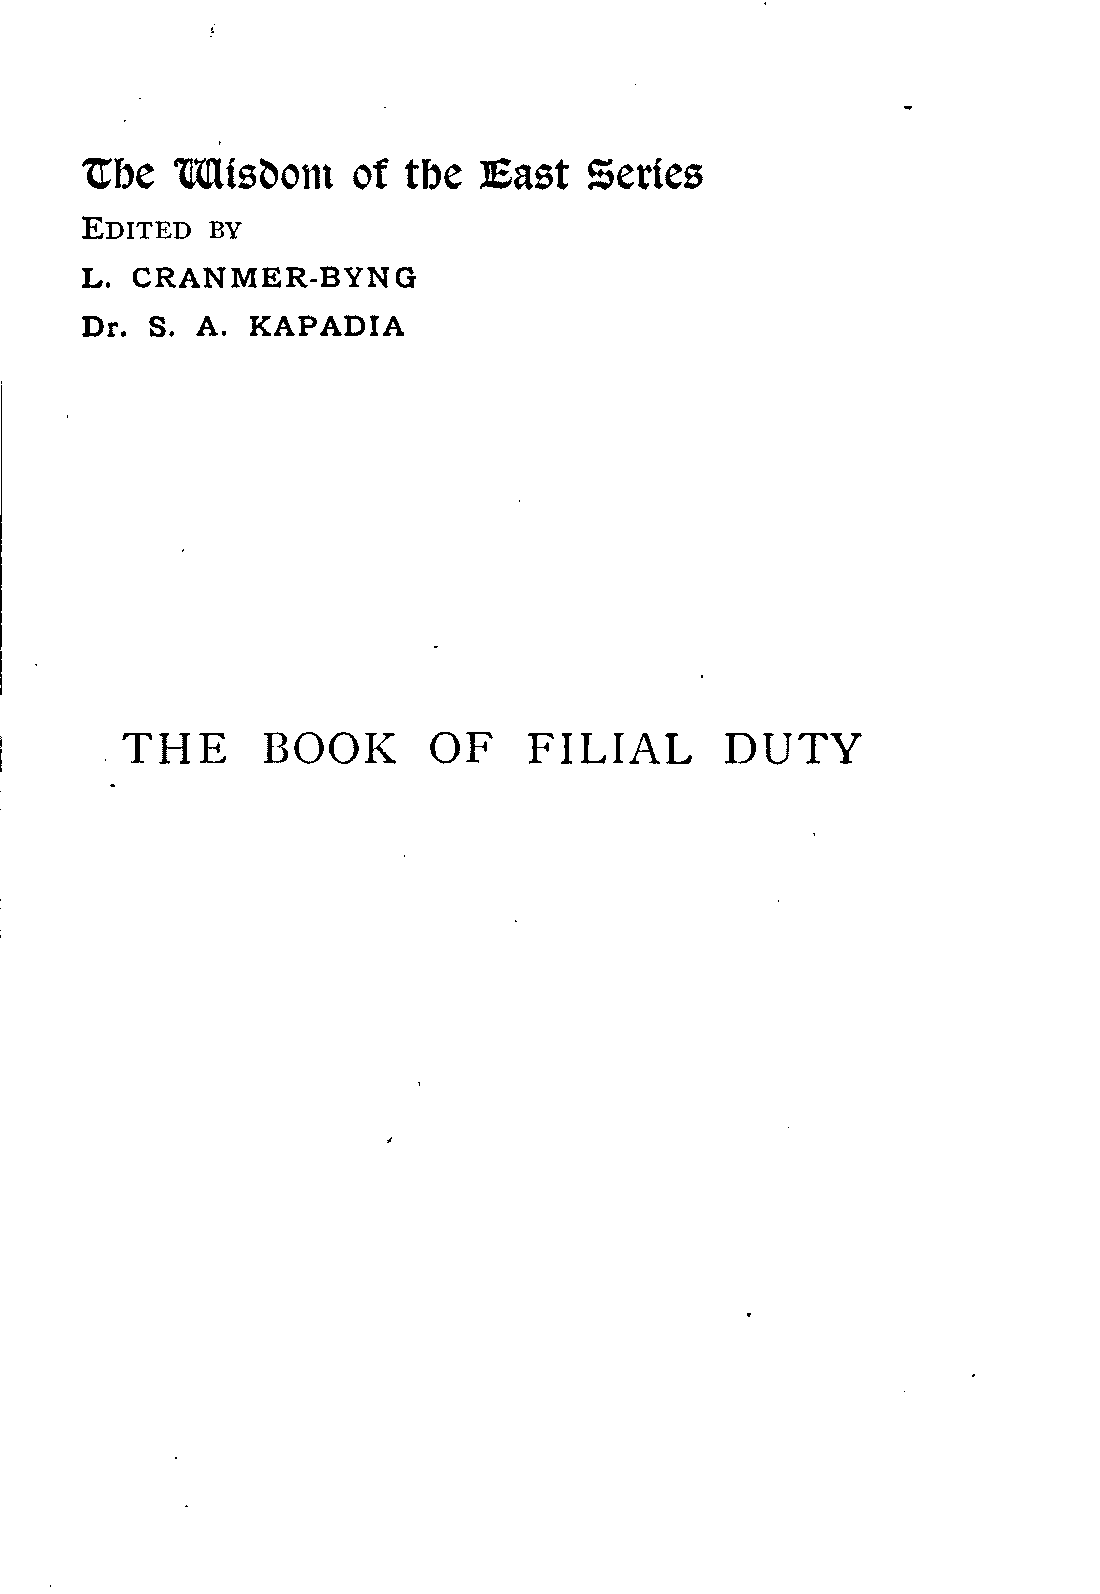 The Wisdom of the East Series
EDITED BY
L. CRANMER-BYNG
Dr. S. A. KAPADIA
THE BOOK OF FILIAL DUTY